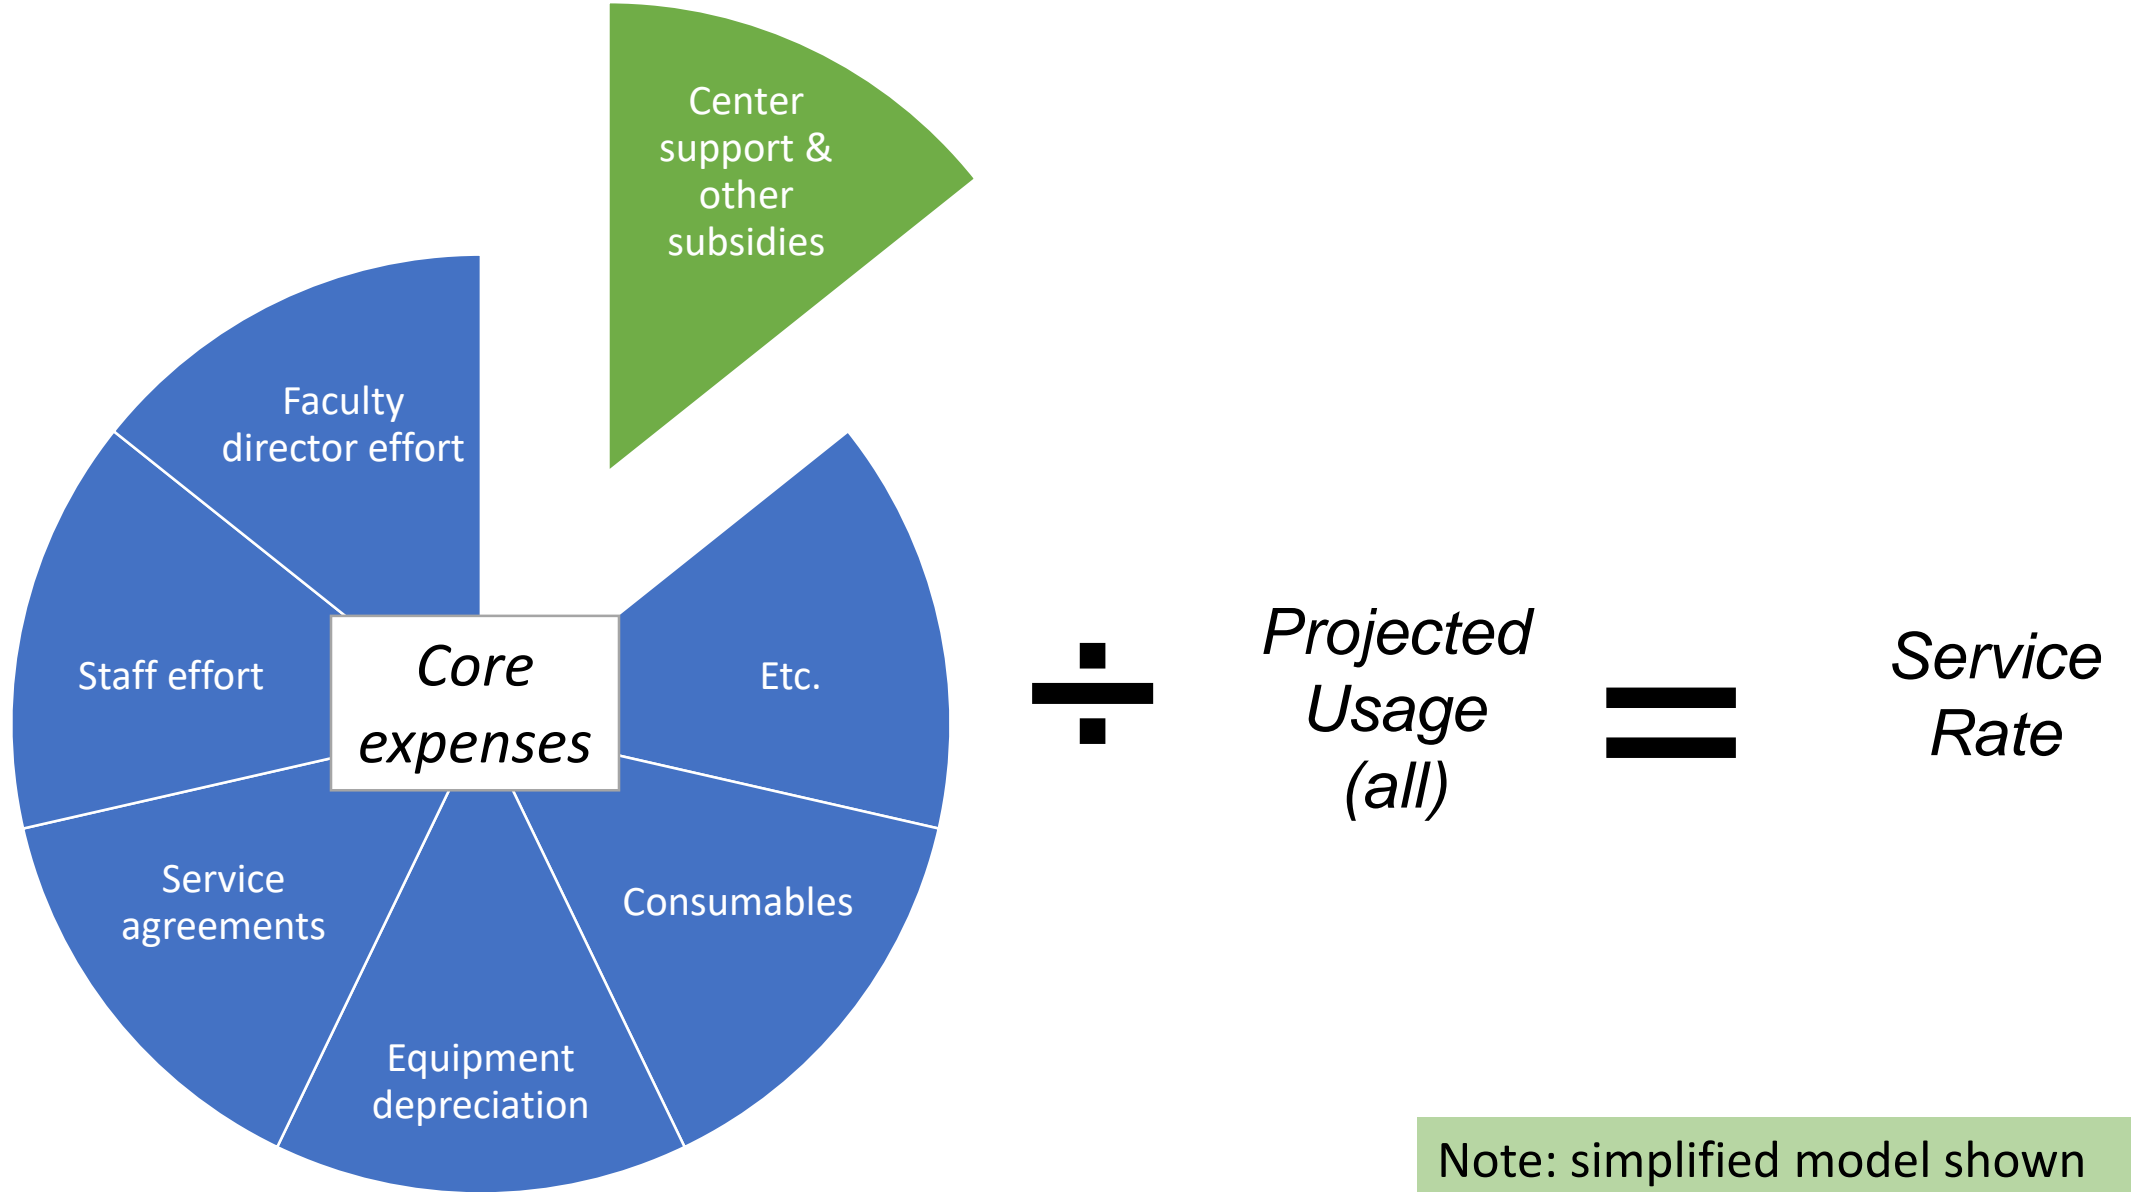 Center
support &
other
subsidies
Faculty
director effort
Staff effort
Core
expenses
Etc.
Service
agreements
Consumables
Equipment
depreciation
÷
Projected
Usage
(all)
=
Service
Rate
Note: simplified model shown